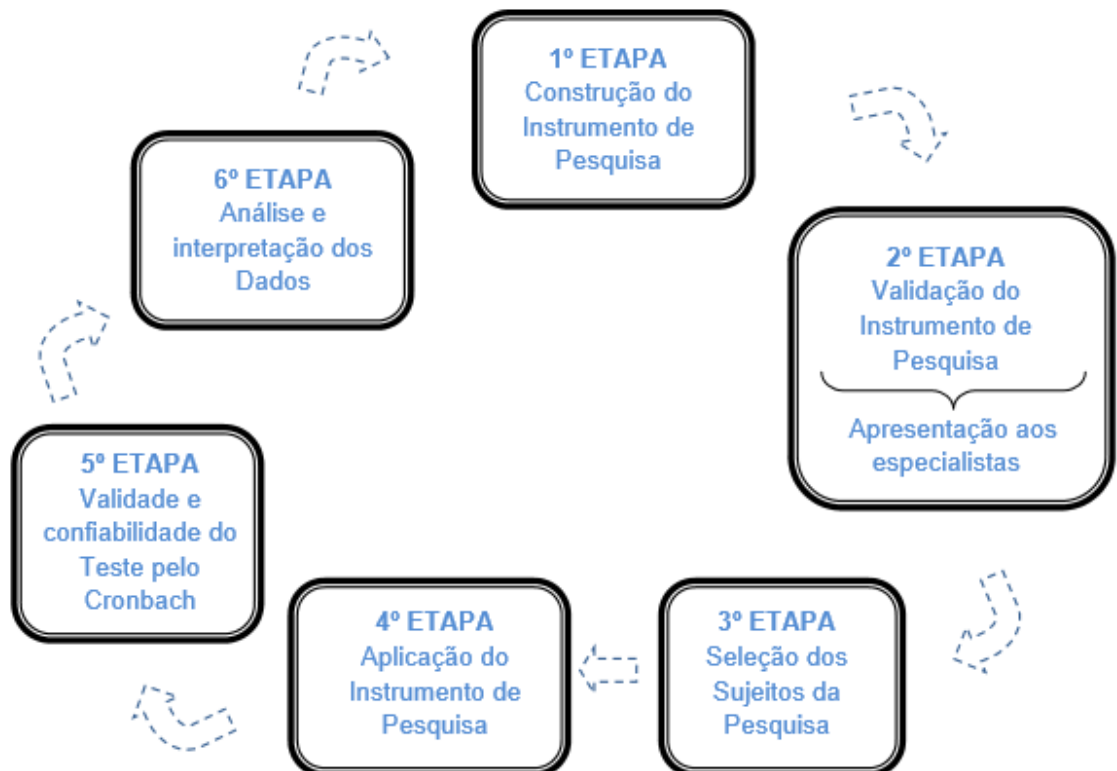 1º ETAPA
Construção do
Instrumento de
Pesquisa
2º ETAPA
Validação do
Instrumento de
Pesquisa
Apresentação aos
especialistas
3º ETAPA
Seleção dos
Sujeitos da
Pesquisa
4º ETAPA
Aplicação do
Instrumento de
Pesquisa
5º ETAPA
Validade e
confiabilidade do
Teste pelo
Cronbach
6º ETAPA
Análise e
interpretação dos
Dados